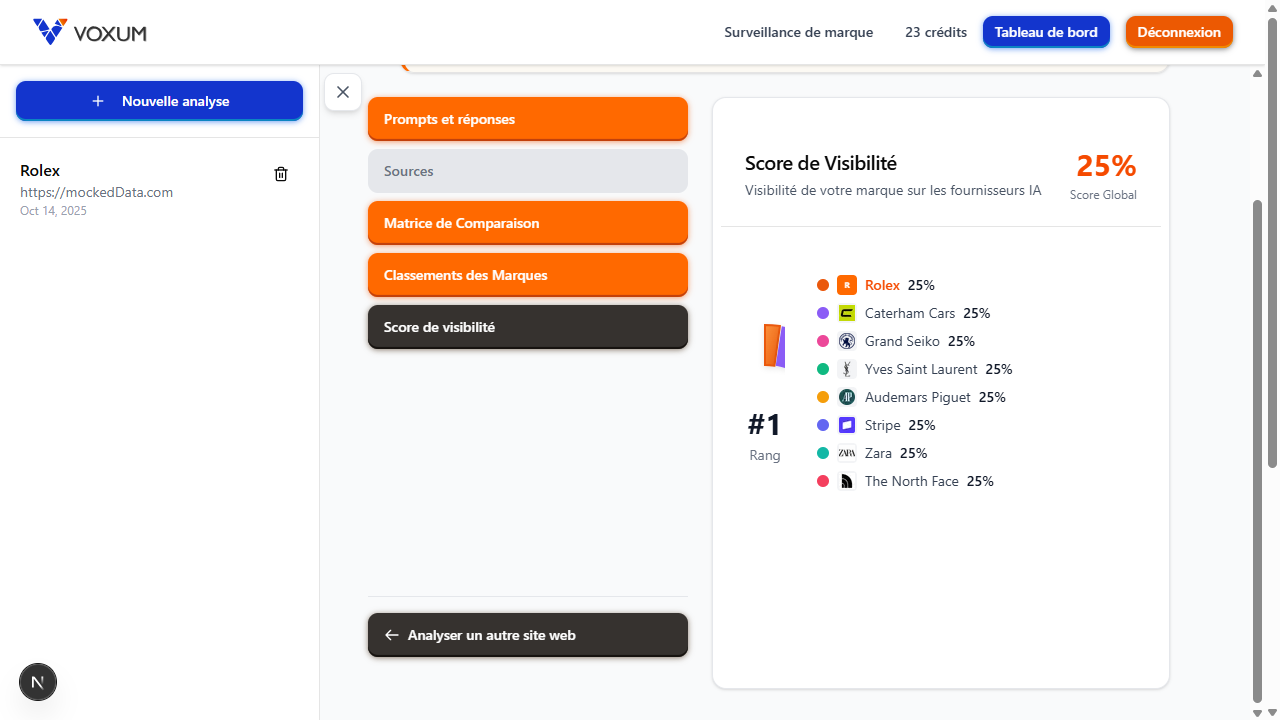 VOXUM
Surveillance de marque
23 crédits
Tableau de bord
Déconnexion
+ Nouvelle analyse
Rolex
https://mockedData.com
Oct 14, 2025
Prompts et réponses
Sources
Matrice de Comparaison
Classements des Marques
Score de visibilité
← Analyser un autre site web
Score de Visibilité
Visibilité de votre marque sur les fournisseurs IA
25%
Score Global
#1
Rang
R Rolex 25%
Caterham Cars 25%
Grand Seiko 25%
Yves Saint Laurent 25%
AP Audemars Piguet 25%
Stripe 25%
ZARA Zara 25%
The North Face 25%
N